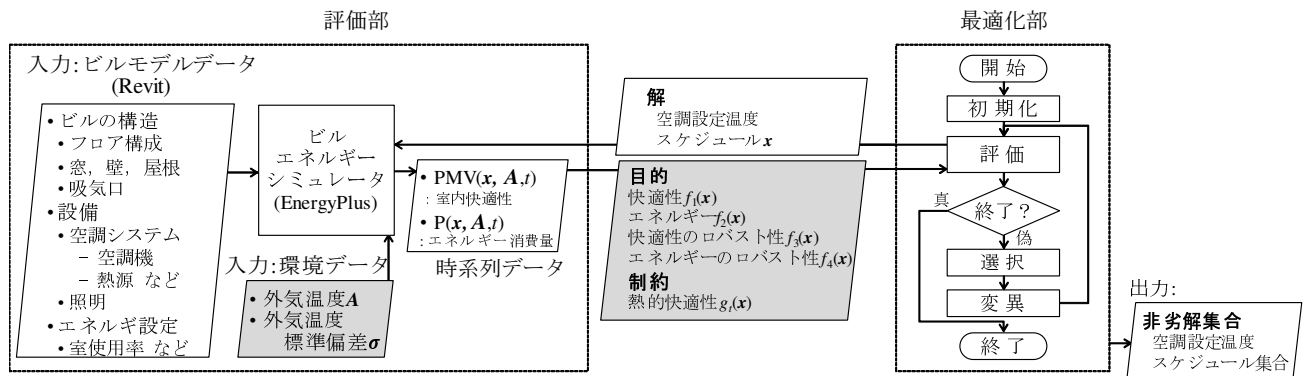 評価部
入力:ビルモデルデータ
(Revit)
• ビルの構造
• フロア構成
• 窓，壁，屋根
• 吸気口
• 設備
• 空調システム
− 空調機
− 熱源 など
• 照明
• エネルギ設定
• 室使用率 など
ビル
エネルギー
シミュレータ
(EnergyPlus)
入力:環境データ
• 外気温度A
• 外気温度
標準偏差σ
• PMV(x, A,t)
: 室内快適性
• P(x, A,t)
: エネルギー消費量
時系列データ
解
空調設定温度
スケジュールx
目的
快適性f1(x)
エネルギーf2(x)
快適性のロバスト性f3(x)
エネルギーのロバスト性f4(x)
制約
熱的快適性gt(x)
最適化部
開始
初期化
評価
真
終了？
偽
選択
変異
終了
出力:
非劣解集合
空調設定温度
スケジュール集合